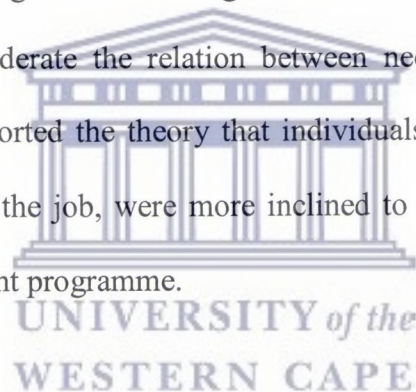 derate the relation between nee
orted the theory that individuals
the job, were more inclined to
nt programme.
UNIVERSITY of the
WESTERN CAPE